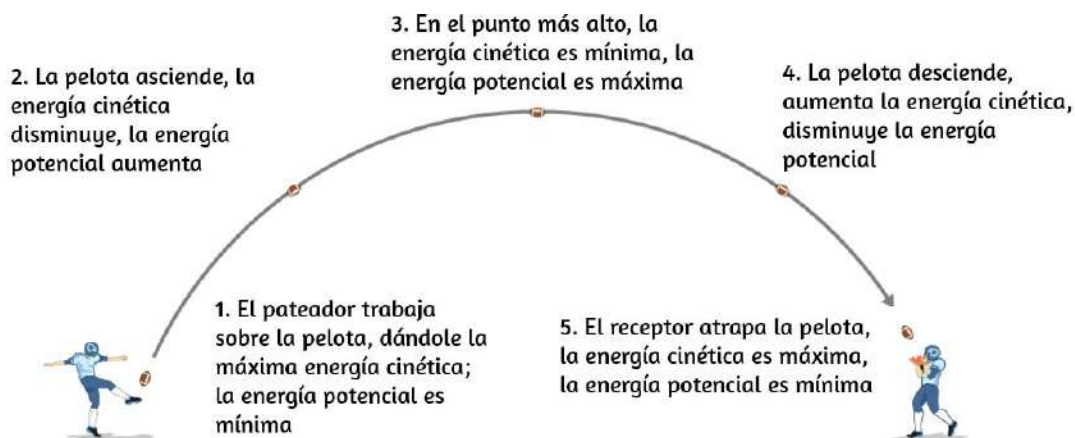 1. El pateador trabaja
sobre la pelota, dándole la
máxima energía cinética;
la energía potencial es
mínima
2. La pelota asciende, la
energía cinética
disminuye, la energía
potencial aumenta
3. En el punto más alto, la
energía cinética es mínima, la
energía potencial es máxima
4. La pelota desciende,
aumenta la energía cinética,
disminuye la energía
potencial
5. El receptor atrapa la pelota,
la energía cinética es máxima,
la energía potencial es mínima